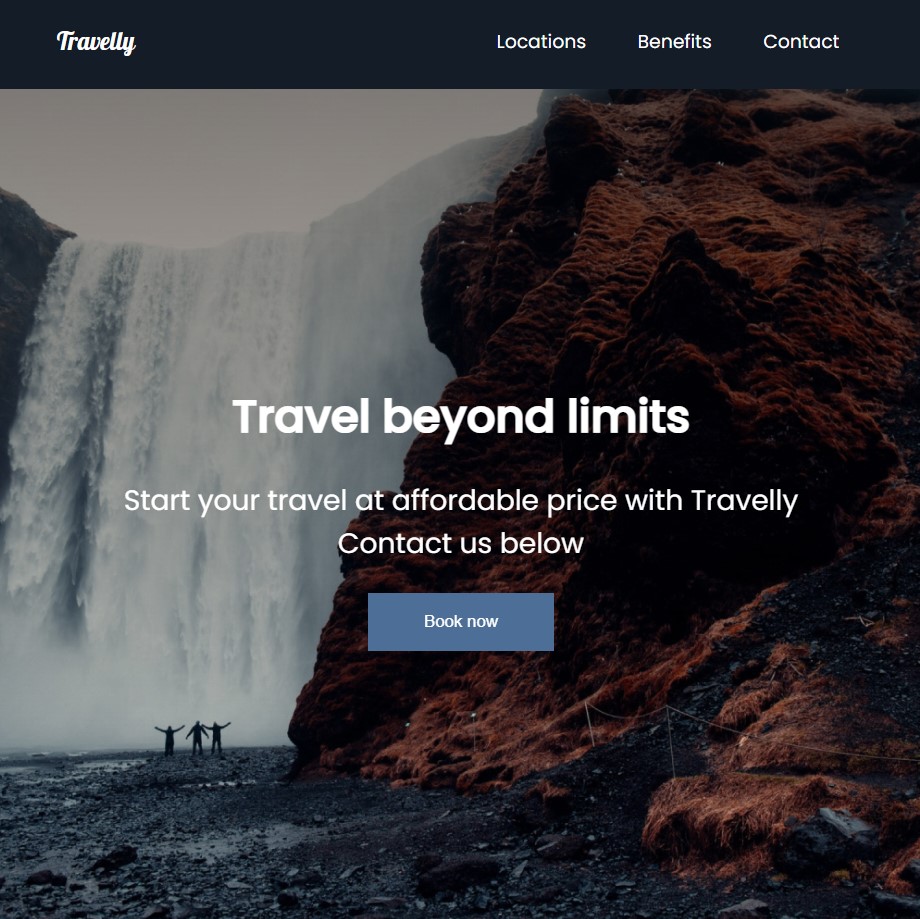 Travelly
Locations Benefits Contact
Travel beyond limits
Start your travel at affordable price with Travelly
Contact us below
Book now